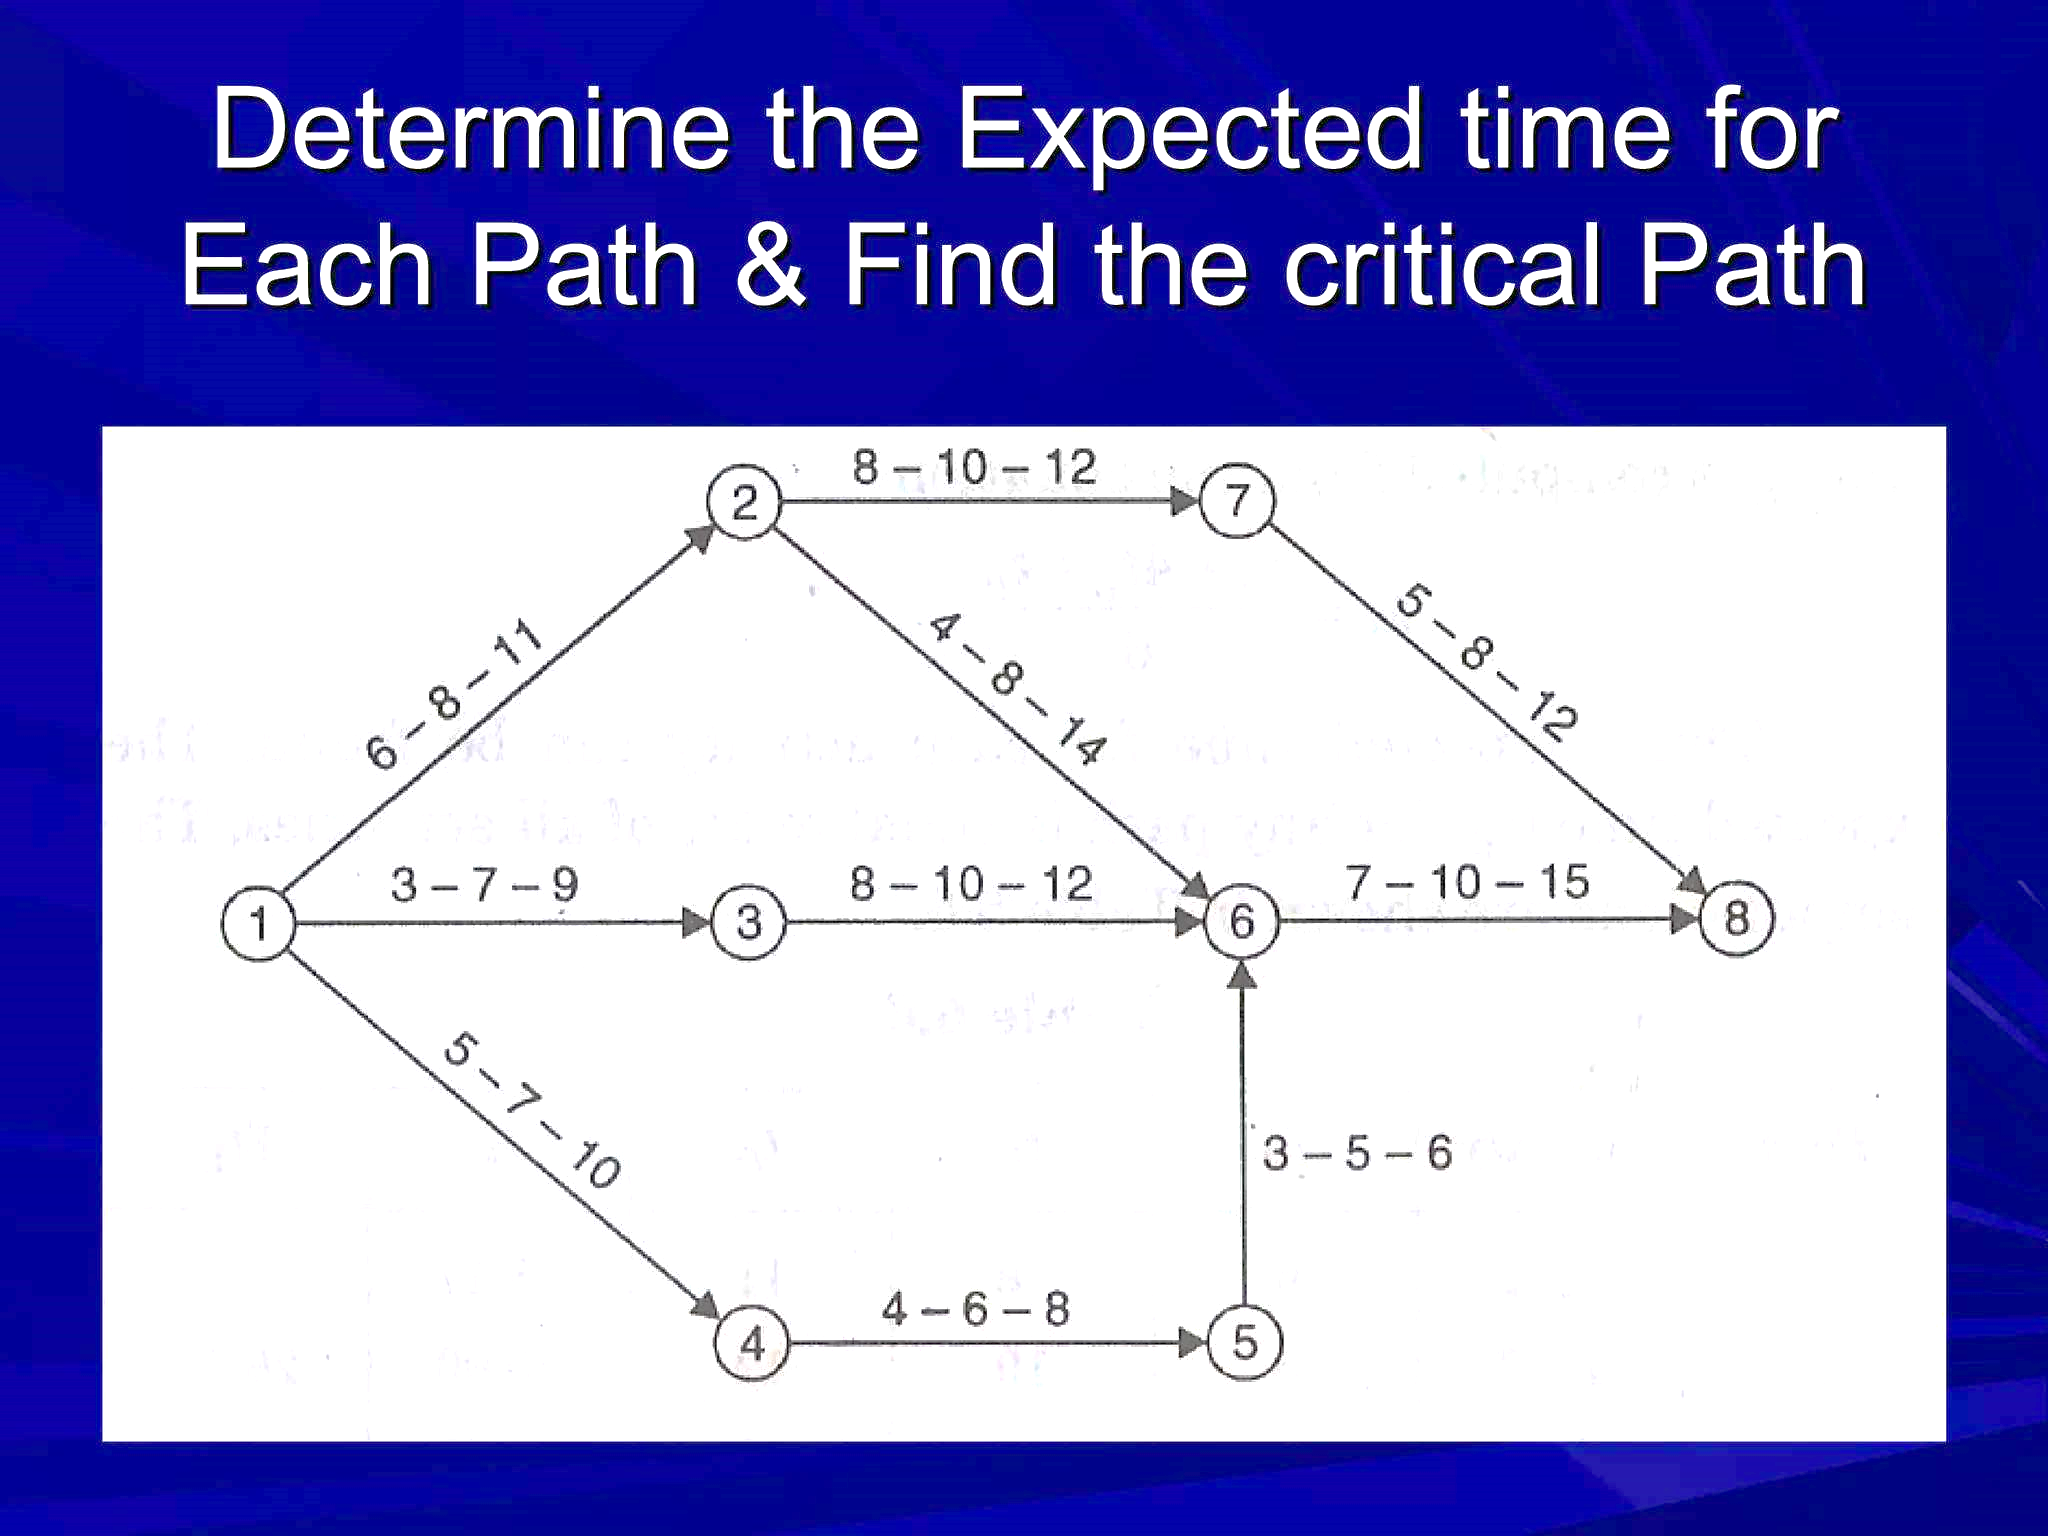 Determine the Expected time for
Each Path & Find the critical Path
8 – 10 – 12
2
7
6 – 8 – 11
4 – 8 – 14
5 – 8 – 12
3 – 7 – 9
8 – 10 – 12
7 – 10 – 15
1
3
6
8
5 – 7 – 10
3 – 5 – 6
4 – 6 – 8
4
5